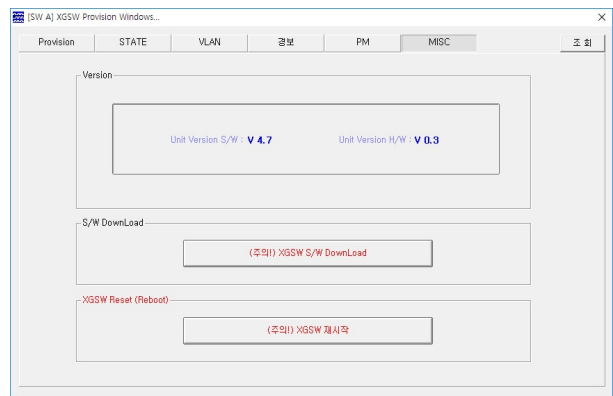 [SW A] XGSW Provision Windows...
Provision STATE VLAN 경보 PM MISC 조 회
Version
Unit Version S/W : V 4.7 Unit Version H/W : V 0.3
S/W DownLoad
(주의!) XGSW S/W DownLoad
XGSW Reset (Reboot)
(주의!) XGSW 재시작